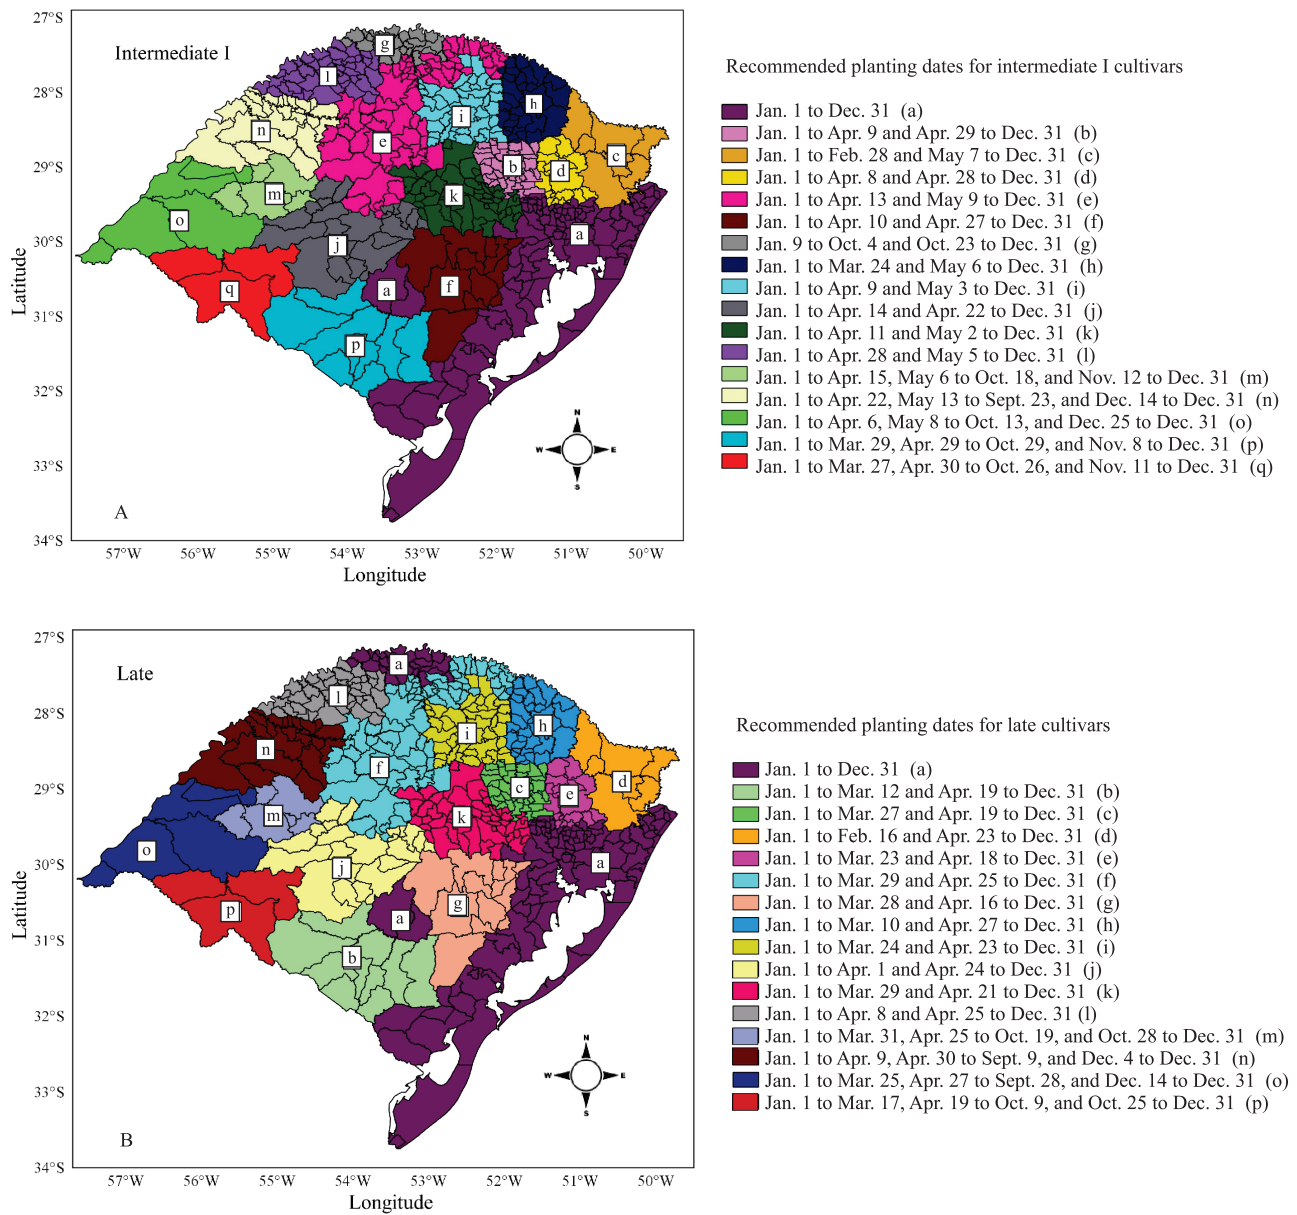 27°S
28°S
29°S
30°S
31°S
32°S
33°S
34°S
Latitude
Intermediate I
g
l
h
n
i
e
b
d
c
m
k
o
a
j
q
a
f
p
N
W
E
S
A
57°W
56°W
55°W
54°W
53°W
52°W
51°W
50°W
Longitude
Recommended planting dates for intermediate I cultivars
Jan. 1 to Dec. 31 (a)
Jan. 1 to Apr. 9 and Apr. 29 to Dec. 31 (b)
Jan. 1 to Feb. 28 and May 7 to Dec. 31 (c)
Jan. 1 to Apr. 8 and Apr. 28 to Dec. 31 (d)
Jan. 1 to Apr. 13 and May 9 to Dec. 31 (e)
Jan. 1 to Apr. 10 and Apr. 27 to Dec. 31 (f)
Jan. 9 to Oct. 4 and Oct. 23 to Dec. 31 (g)
Jan. 1 to Mar. 24 and May 6 to Dec. 31 (h)
Jan. 1 to Apr. 9 and May 3 to Dec. 31 (i)
Jan. 1 to Apr. 14 and Apr. 22 to Dec. 31 (j)
Jan. 1 to Apr. 11 and May 2 to Dec. 31 (k)
Jan. 1 to Apr. 28 and May 5 to Dec. 31 (l)
Jan. 1 to Apr. 15, May 6 to Oct. 18, and Nov. 12 to Dec. 31 (m)
Jan. 1 to Apr. 22, May 13 to Sept. 23, and Dec. 14 to Dec. 31 (n)
Jan. 1 to Apr. 6, May 8 to Oct. 13, and Dec. 25 to Dec. 31 (o)
Jan. 1 to Mar. 29, Apr. 29 to Oct. 29, and Nov. 8 to Dec. 31 (p)
Jan. 1 to Mar. 27, Apr. 30 to Oct. 26, and Nov. 11 to Dec. 31 (q)
27°S
28°S
29°S
30°S
31°S
32°S
33°S
34°S
Latitude
Late
a
l
h
i
n
f
d
c
e
m
k
o
a
j
p
a
g
b
N
W
E
S
B
57°W
56°W
55°W
54°W
53°W
52°W
51°W
50°W
Longitude
Recommended planting dates for late cultivars
Jan. 1 to Dec. 31 (a)
Jan. 1 to Mar. 12 and Apr. 19 to Dec. 31 (b)
Jan. 1 to Mar. 27 and Apr. 19 to Dec. 31 (c)
Jan. 1 to Feb. 16 and Apr. 23 to Dec. 31 (d)
Jan. 1 to Mar. 23 and Apr. 18 to Dec. 31 (e)
Jan. 1 to Mar. 29 and Apr. 25 to Dec. 31 (f)
Jan. 1 to Mar. 28 and Apr. 16 to Dec. 31 (g)
Jan. 1 to Mar. 10 and Apr. 27 to Dec. 31 (h)
Jan. 1 to Mar. 24 and Apr. 23 to Dec. 31 (i)
Jan. 1 to Apr. 1 and Apr. 24 to Dec. 31 (j)
Jan. 1 to Mar. 29 and Apr. 21 to Dec. 31 (k)
Jan. 1 to Apr. 8 and Apr. 25 to Dec. 31 (l)
Jan. 1 to Mar. 31, Apr. 25 to Oct. 19, and Oct. 28 to Dec. 31 (m)
Jan. 1 to Apr. 9, Apr. 30 to Sept. 9, and Dec. 4 to Dec. 31 (n)
Jan. 1 to Mar. 25, Apr. 27 to Sept. 28, and Dec. 14 to Dec. 31 (o)
Jan. 1 to Mar. 17, Apr. 19 to Oct. 9, and Oct. 25 to Dec. 31 (p)